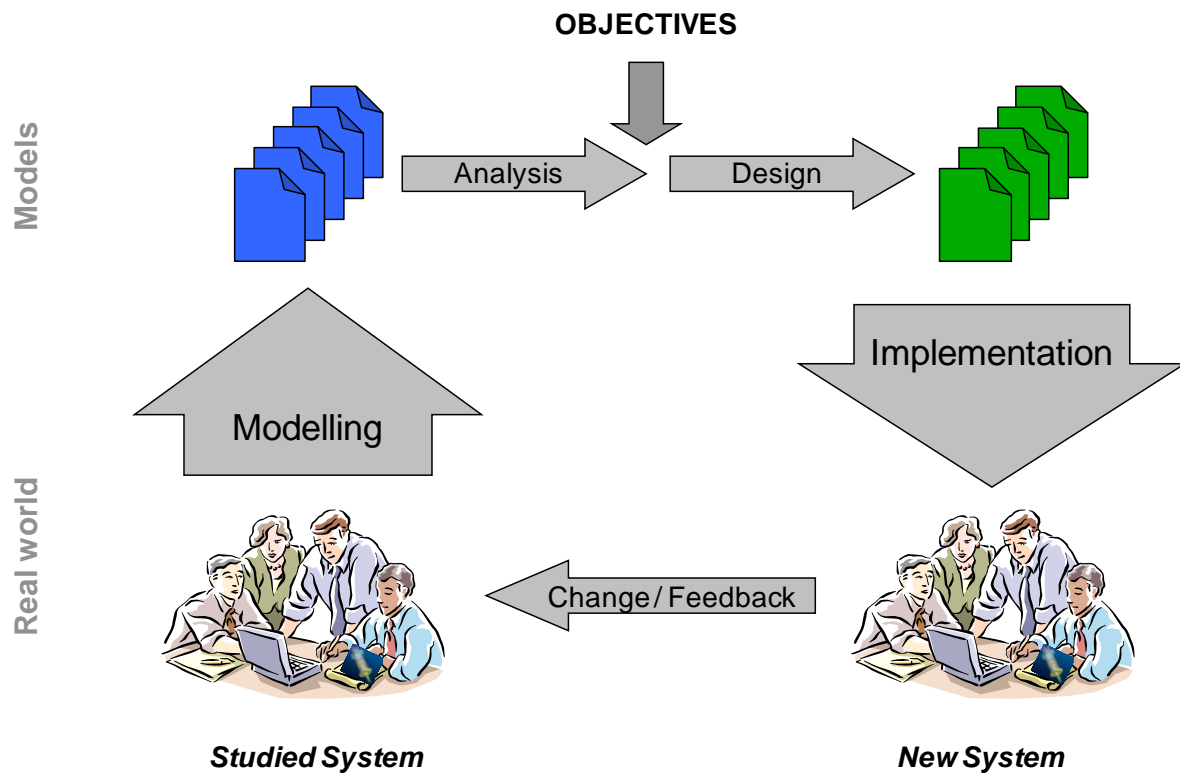 OBJECTIVES
Models
Analysis
Design
Implementation
Modelling
Real world
Change / Feedback
Studied System
New System